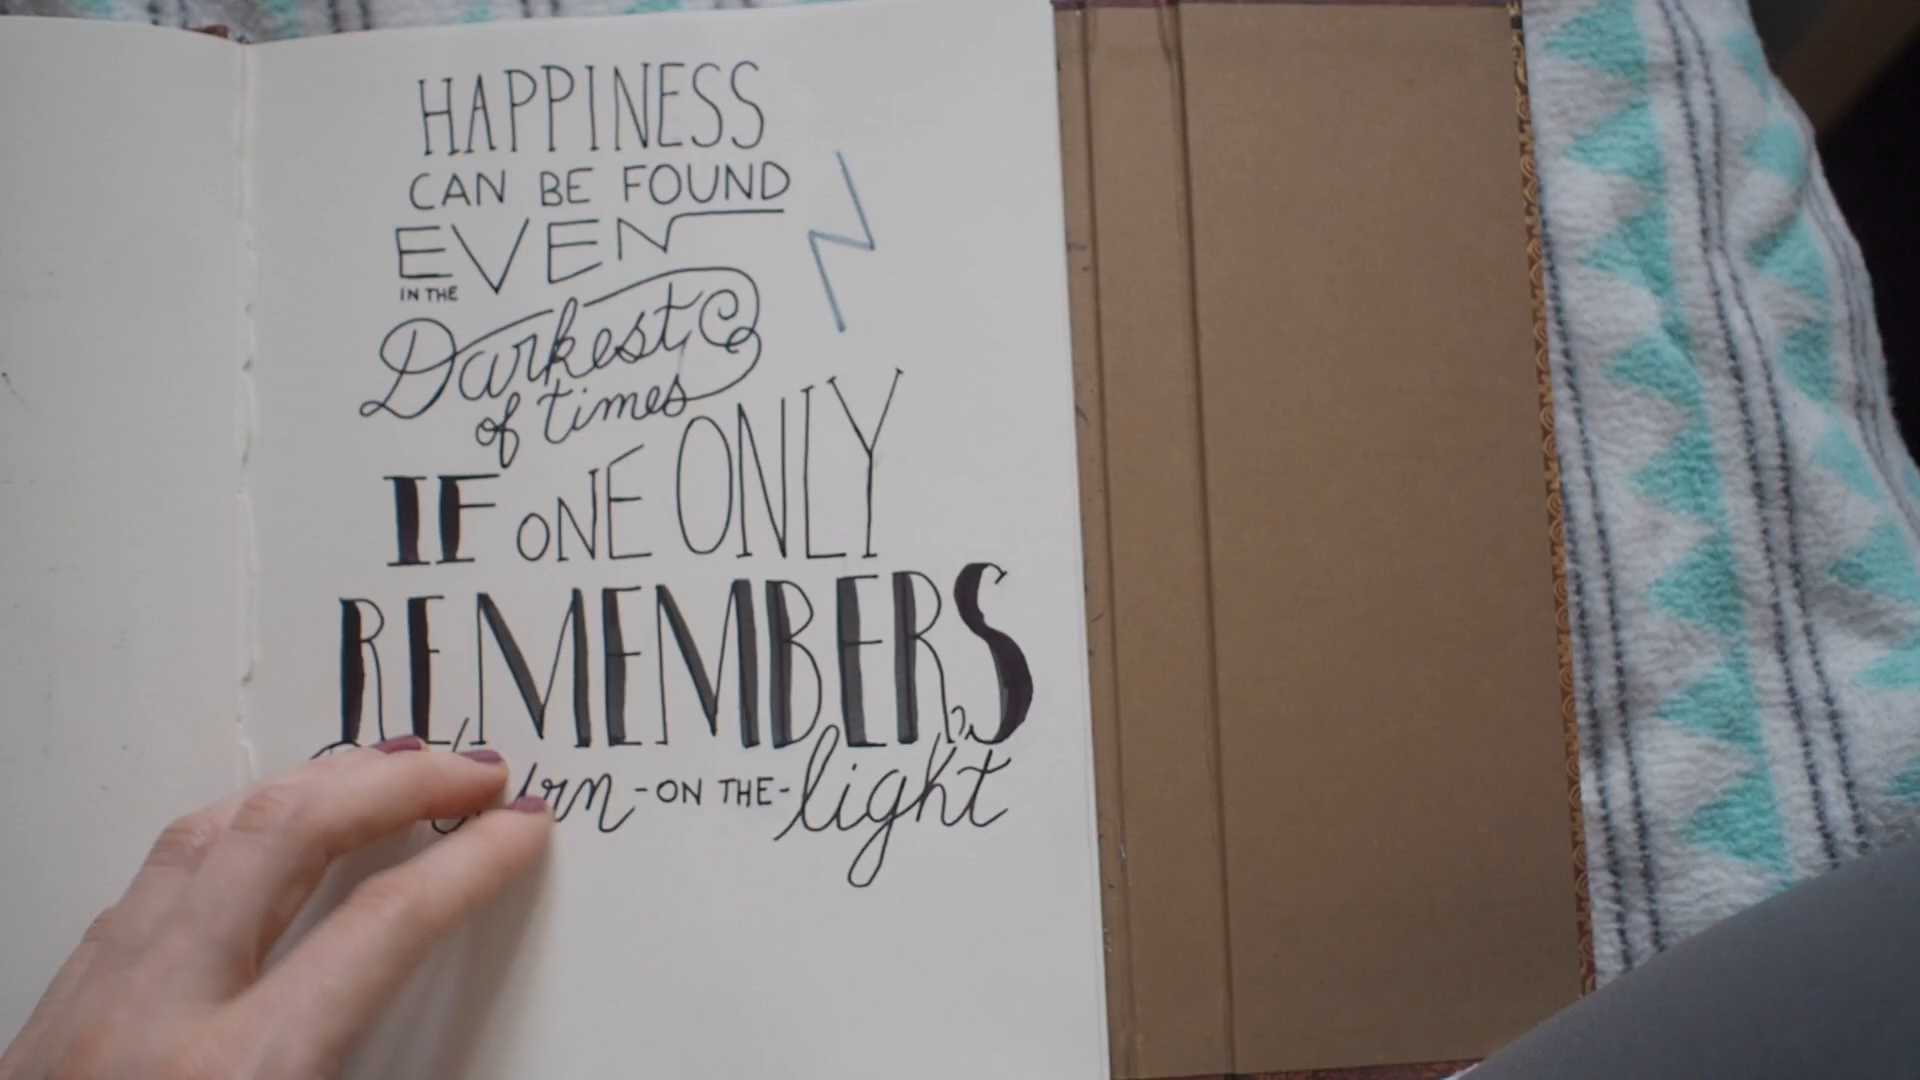 HAPPINESS
CAN BE FOUND
EVEN
IN THE
Darkest
of times
IF ONE ONLY
REMEMBERS
ON THE light